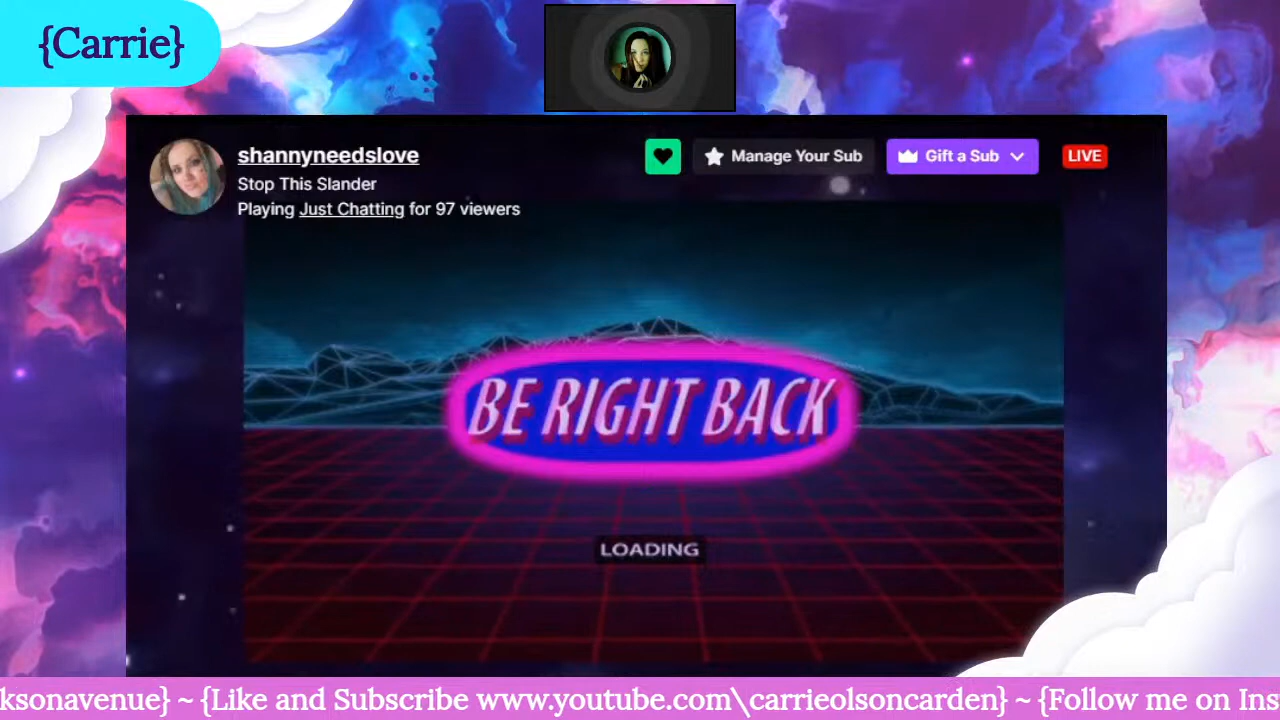 {Carrie}
shannyneedslove
Stop This Slander
Playing Just Chatting for 97 viewers
Manage Your Sub
Gift a Sub
LIVE
BE RIGHT BACK
LOADING
ksonavenue} ~ {Like and Subscribe www.youtube.com\carrieolsoncarden} ~ {Follow me on Ins